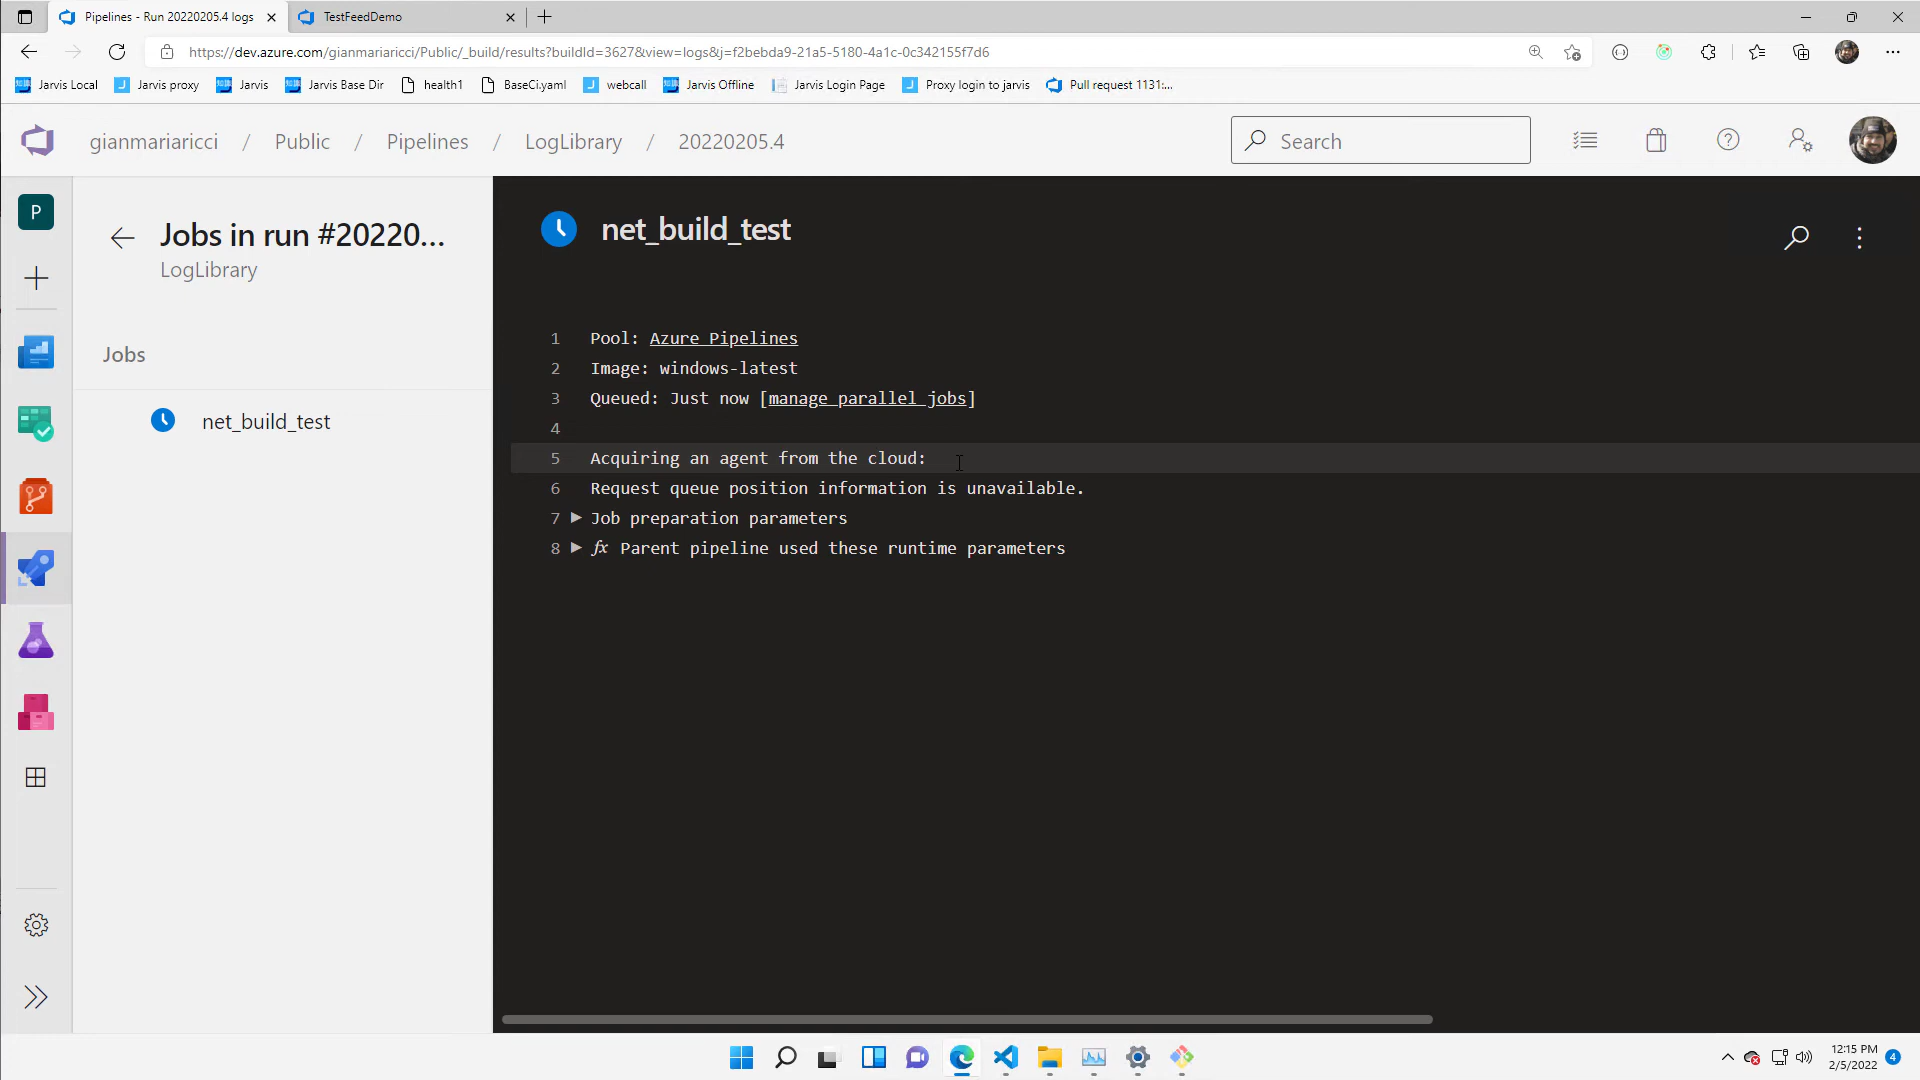 Pipelines - Run 20220205.4 logs
TestFeedDemo
https://dev.azure.com/gianmariaricci/Public/_build/results?buildId=3627&view=logs&j=f2bebda9-21a5-5180-4a1c-0c342155f7d6
Jarvis Local
Jarvis proxy
Jarvis
Jarvis Base Dir
health1
BaseCi.yaml
webcall
Jarvis Offline
Jarvis Login Page
Proxy login to jarvis
Pull request 1131:...
gianmariaricci / Public / Pipelines / LogLibrary / 20220205.4
Search
P
Jobs in run #20220...
LogLibrary
Jobs
net_build_test
net_build_test
1 Pool: Azure Pipelines
2 Image: windows-latest
3 Queued: Just now [manage parallel jobs]
4
5 Acquiring an agent from the cloud:
6 Request queue position information is unavailable.
7 Job preparation parameters
8 fx Parent pipeline used these runtime parameters
12:15 PM
2/5/2022
4